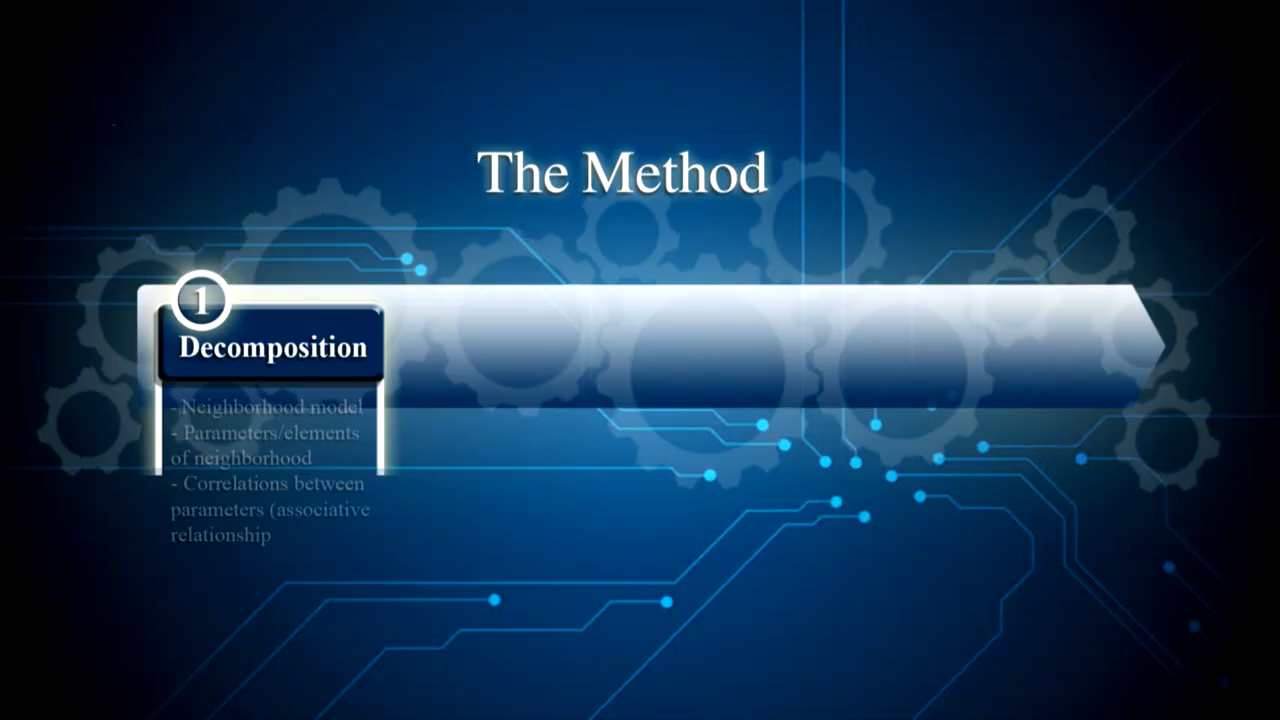 The Method
1
Decomposition
- Neighborhood model
- Parameters/elements
of neighborhood
- Correlations between
parameters (associative
relationship